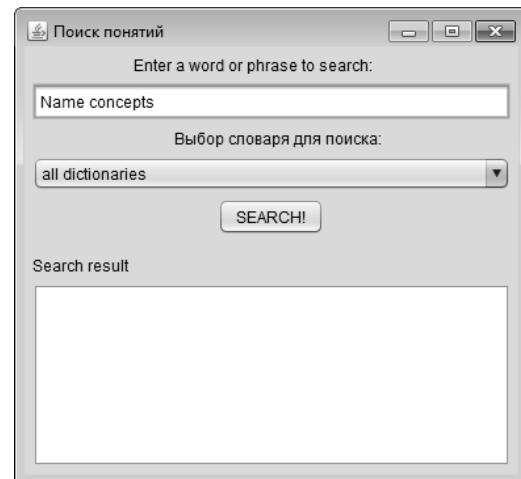 Поиск понятий
Enter a word or phrase to search:
Name concepts
Выбор словаря для поиска:
all dictionaries
SEARCH!
Search result